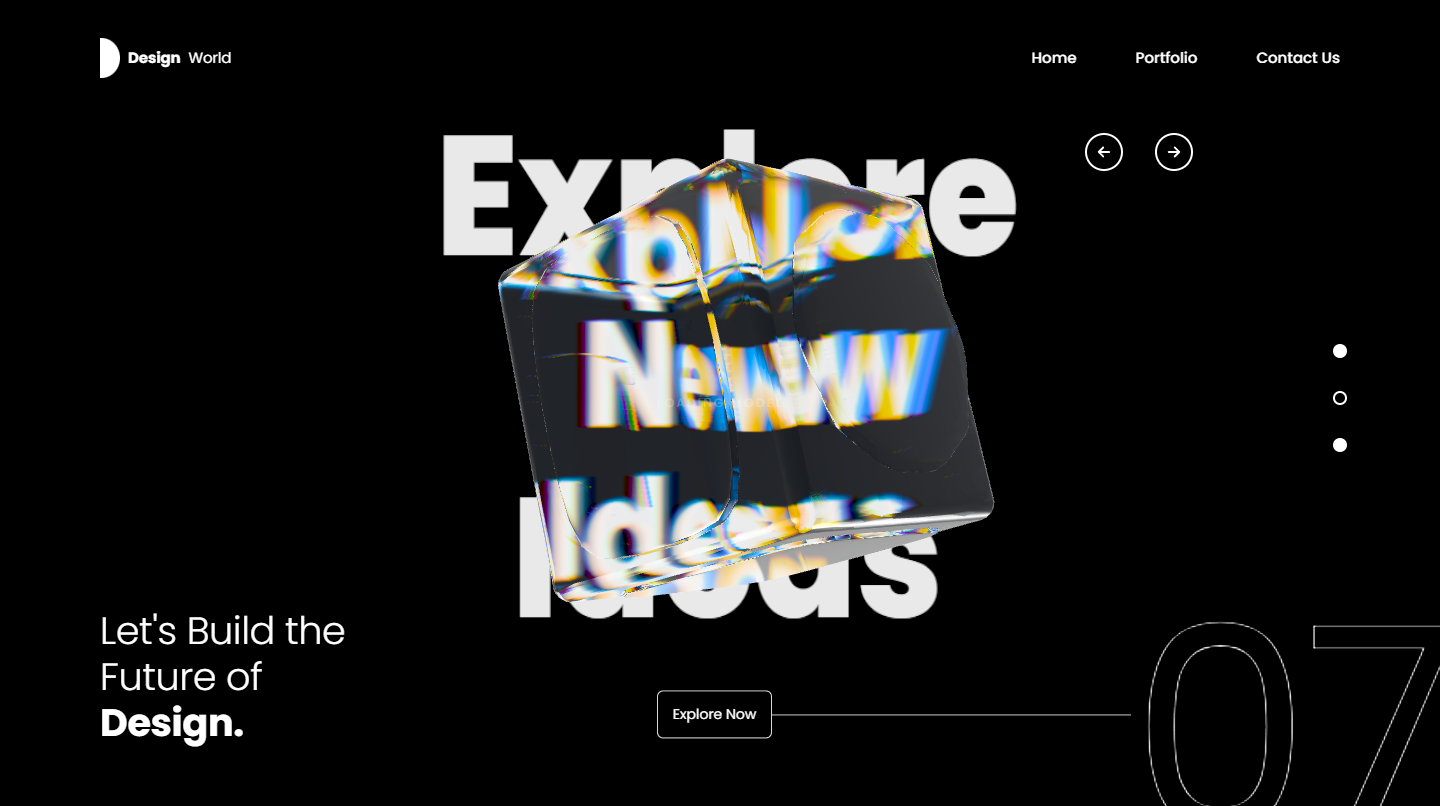 Design World
Home Portfolio Contact Us
Explore
New
Ideas
Let's Build the
Future of
Design.
Explore Now
07